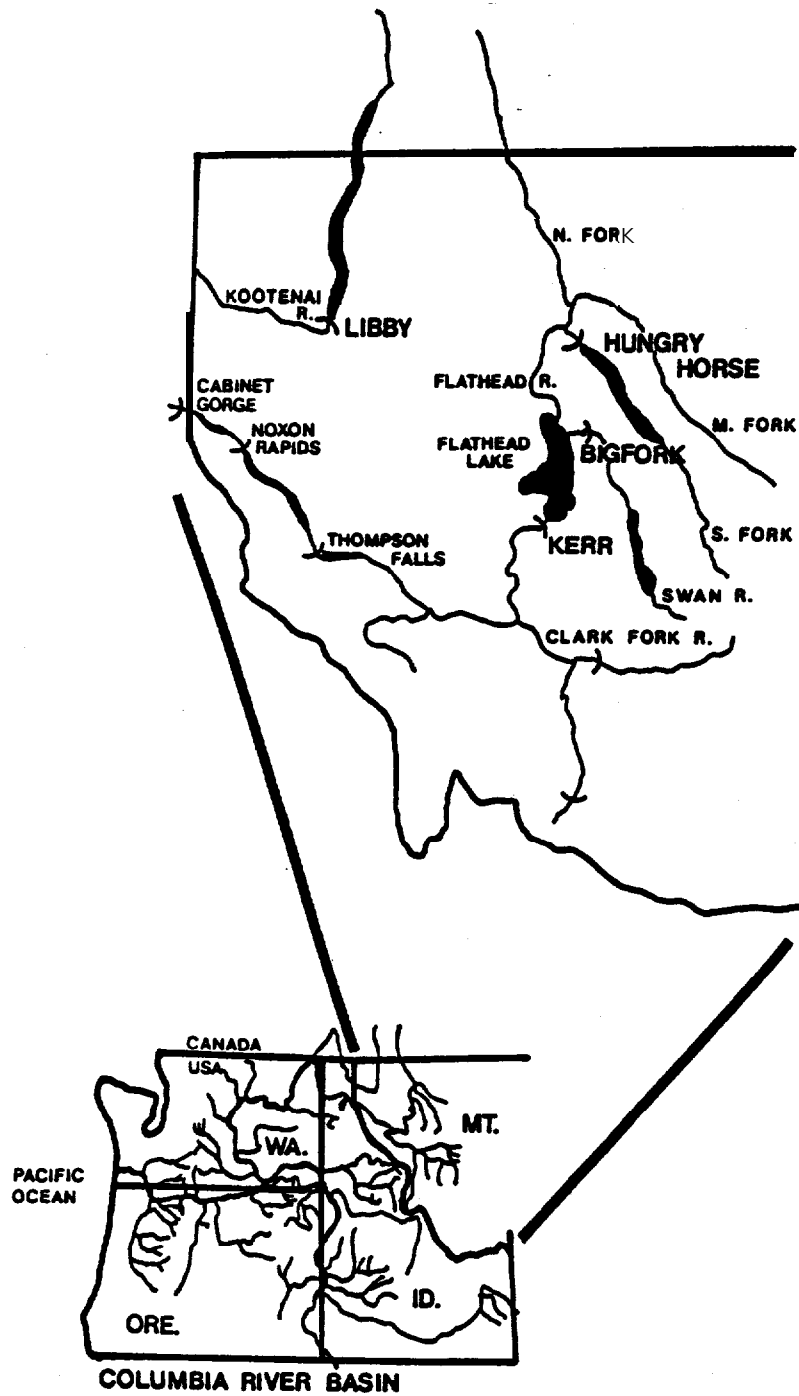 N. FORK
KOOTENAI
R.
LIBBY
HUNGRY
HORSE
FLATHEAD R.
CABINET
GORGE
M. FORK
NOXON
RAPIDS
FLATHEAD
LAKE
BIGFORK
THOMPSON
FALLS
KERR
S. FORK
SWAN R.
CLARK FORK R.
CANADA
USA
MT.
WA.
PACIFIC
OCEAN
ID.
ORE.
COLUMBIA RIVER BASIN